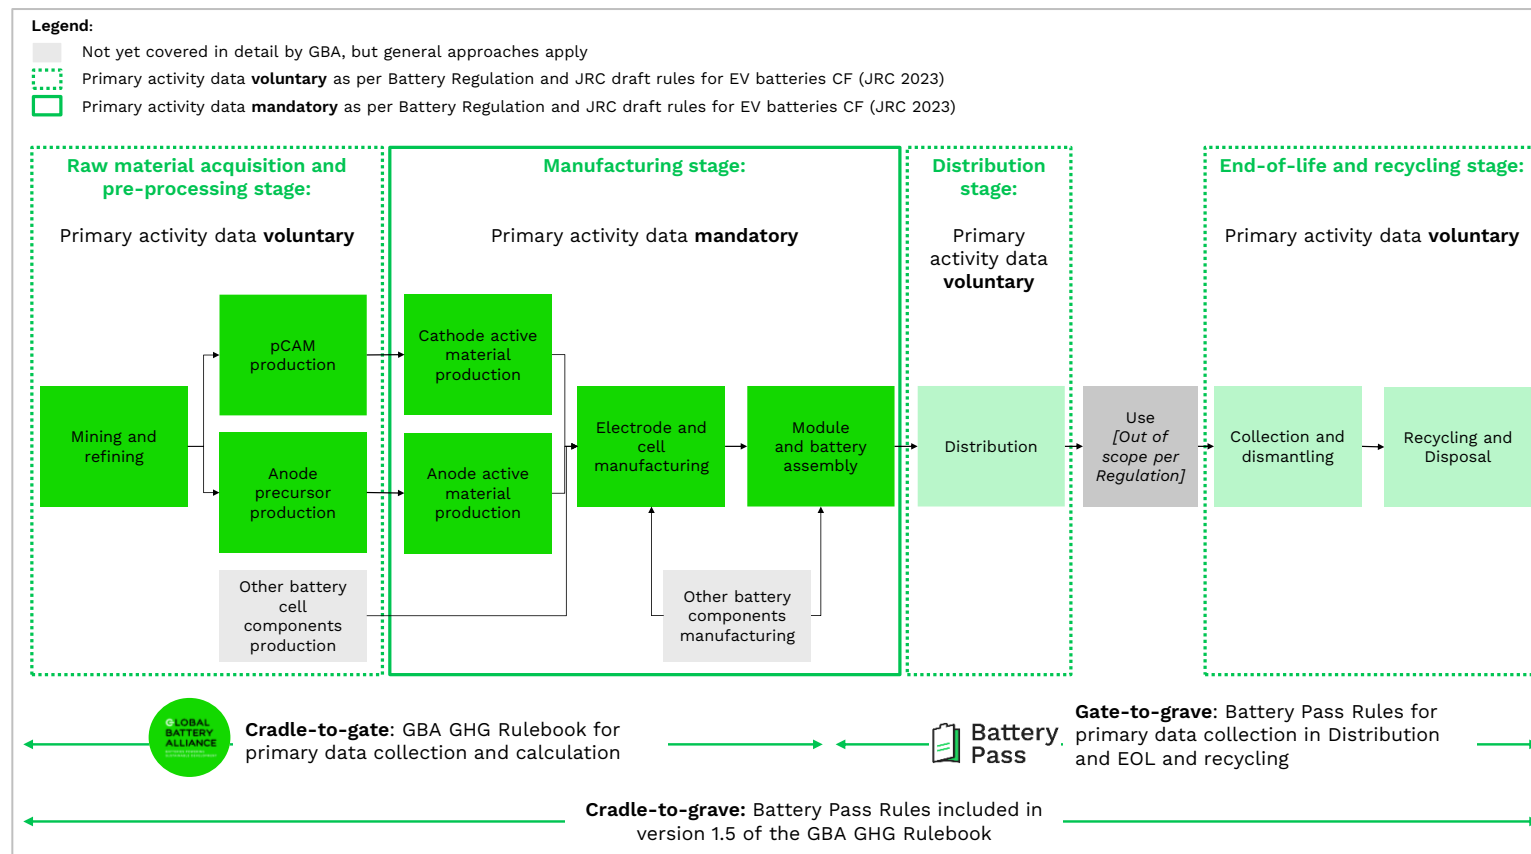 Legend:
Not yet covered in detail by GBA, but general approaches apply
Primary activity data voluntary as per Battery Regulation and JRC draft rules for EV batteries CF (JRC 2023)
Primary activity data mandatory as per Battery Regulation and JRC draft rules for EV batteries CF (JRC 2023)
Raw material acquisition and
pre-processing stage:
Primary activity data voluntary
Manufacturing stage:
Primary activity data mandatory
Distribution
stage:
Primary
activity data
voluntary
End-of-life and recycling stage:
Primary activity data voluntary
Mining and
refining
pCAM
production
Anode
precursor
production
Other battery
cell
components
production
Cathode active
material
production
Anode active
material
production
Electrode and
cell
manufacturing
Module
and battery
assembly
Other battery
components
manufacturing
Distribution
Use
[Out of
scope per
Regulation]
Collection and
dismantling
Recycling and
Disposal
GLOBAL
BATTERY
ALLIANCE
Cradle-to-gate: GBA GHG Rulebook for
primary data collection and calculation
Battery
Pass
Gate-to-grave: Battery Pass Rules for
primary data collection in Distribution
and EOL and recycling
Cradle-to-grave: Battery Pass Rules included in
version 1.5 of the GBA GHG Rulebook